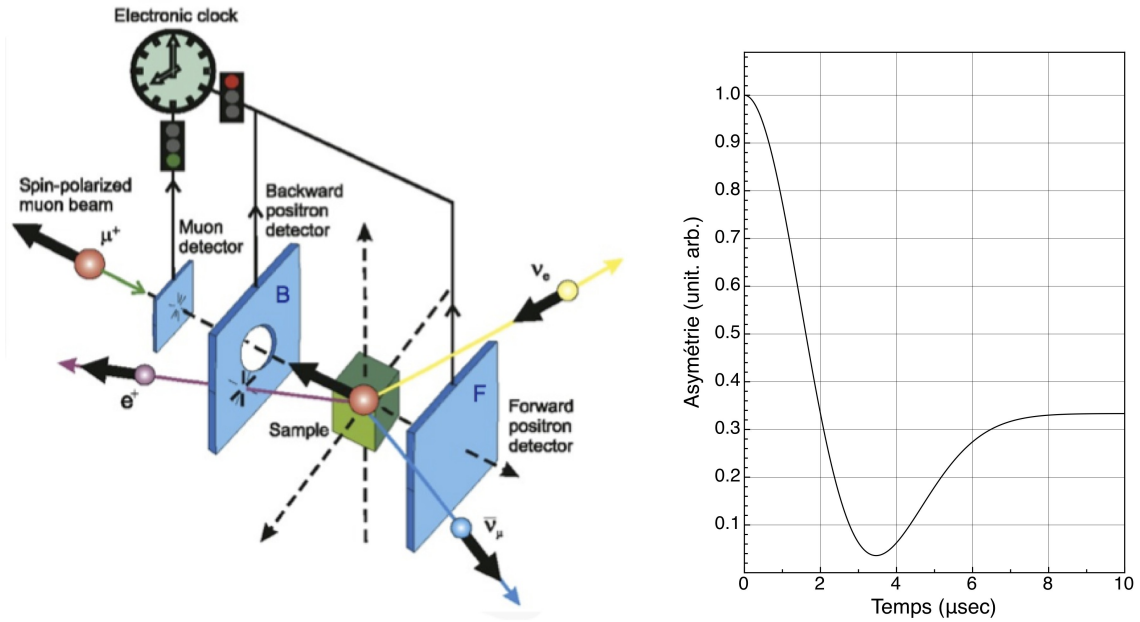 Electronic clock
Spin-polarized
muon beam
μ⁺
Muon
detector
Backward
positron
detector
B
νₑ
e⁺
Sample
F
Forward
positron
detector
ν̅μ
1.0
0.9
0.8
0.7
0.6
0.5
0.4
0.3
0.2
0.1
Asymétrie (unit. arb.)
0 2 4 6 8 10
Temps (μsec)